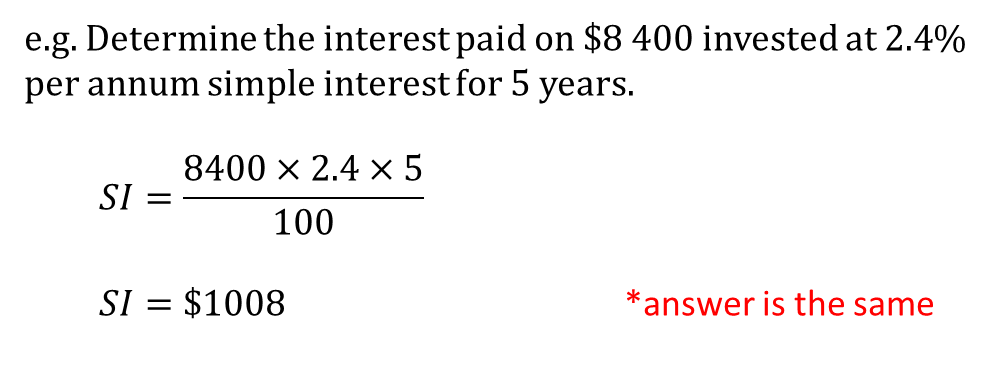 e.g. Determine the interest paid on $8 400 invested at 2.4%
per annum simple interest for 5 years.
SI = \frac{8400 × 2.4 × 5}{100}
SI = $1008
*answer is the same